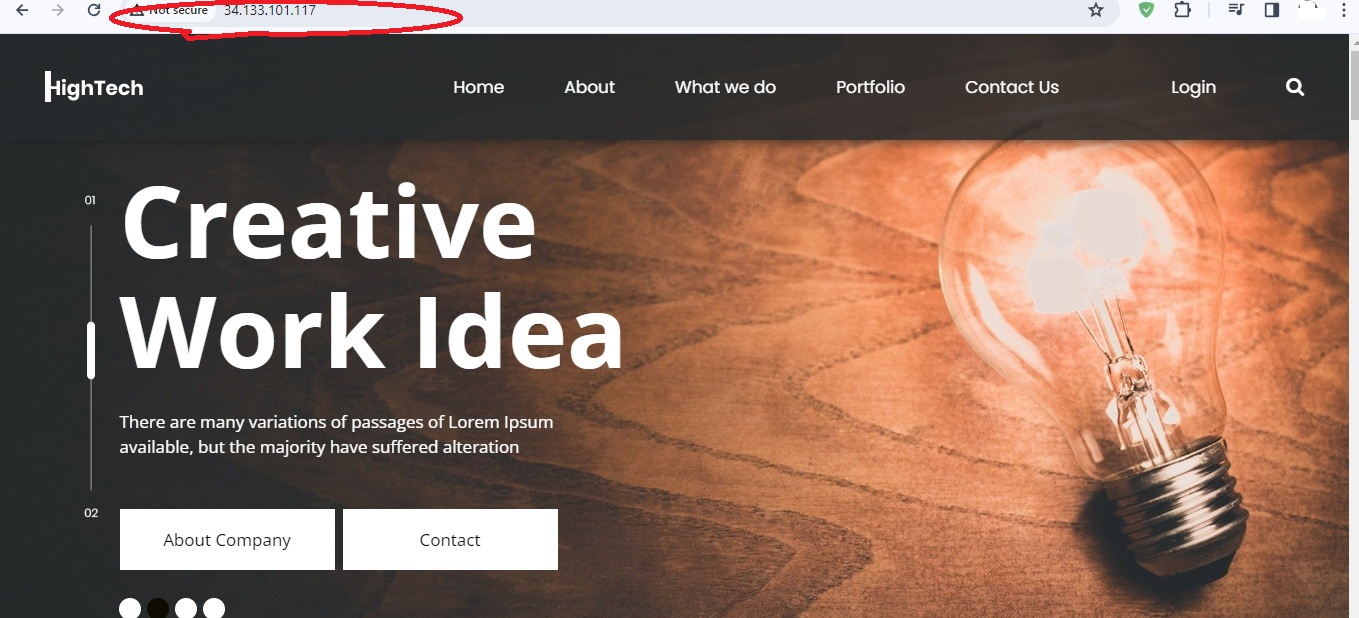 Not secure 34.133.101.117
HighTech Home About What we do Portfolio Contact Us Login
01
Creative
Work Idea
There are many variations of passages of Lorem Ipsum
available, but the majority have suffered alteration
02
About Company Contact